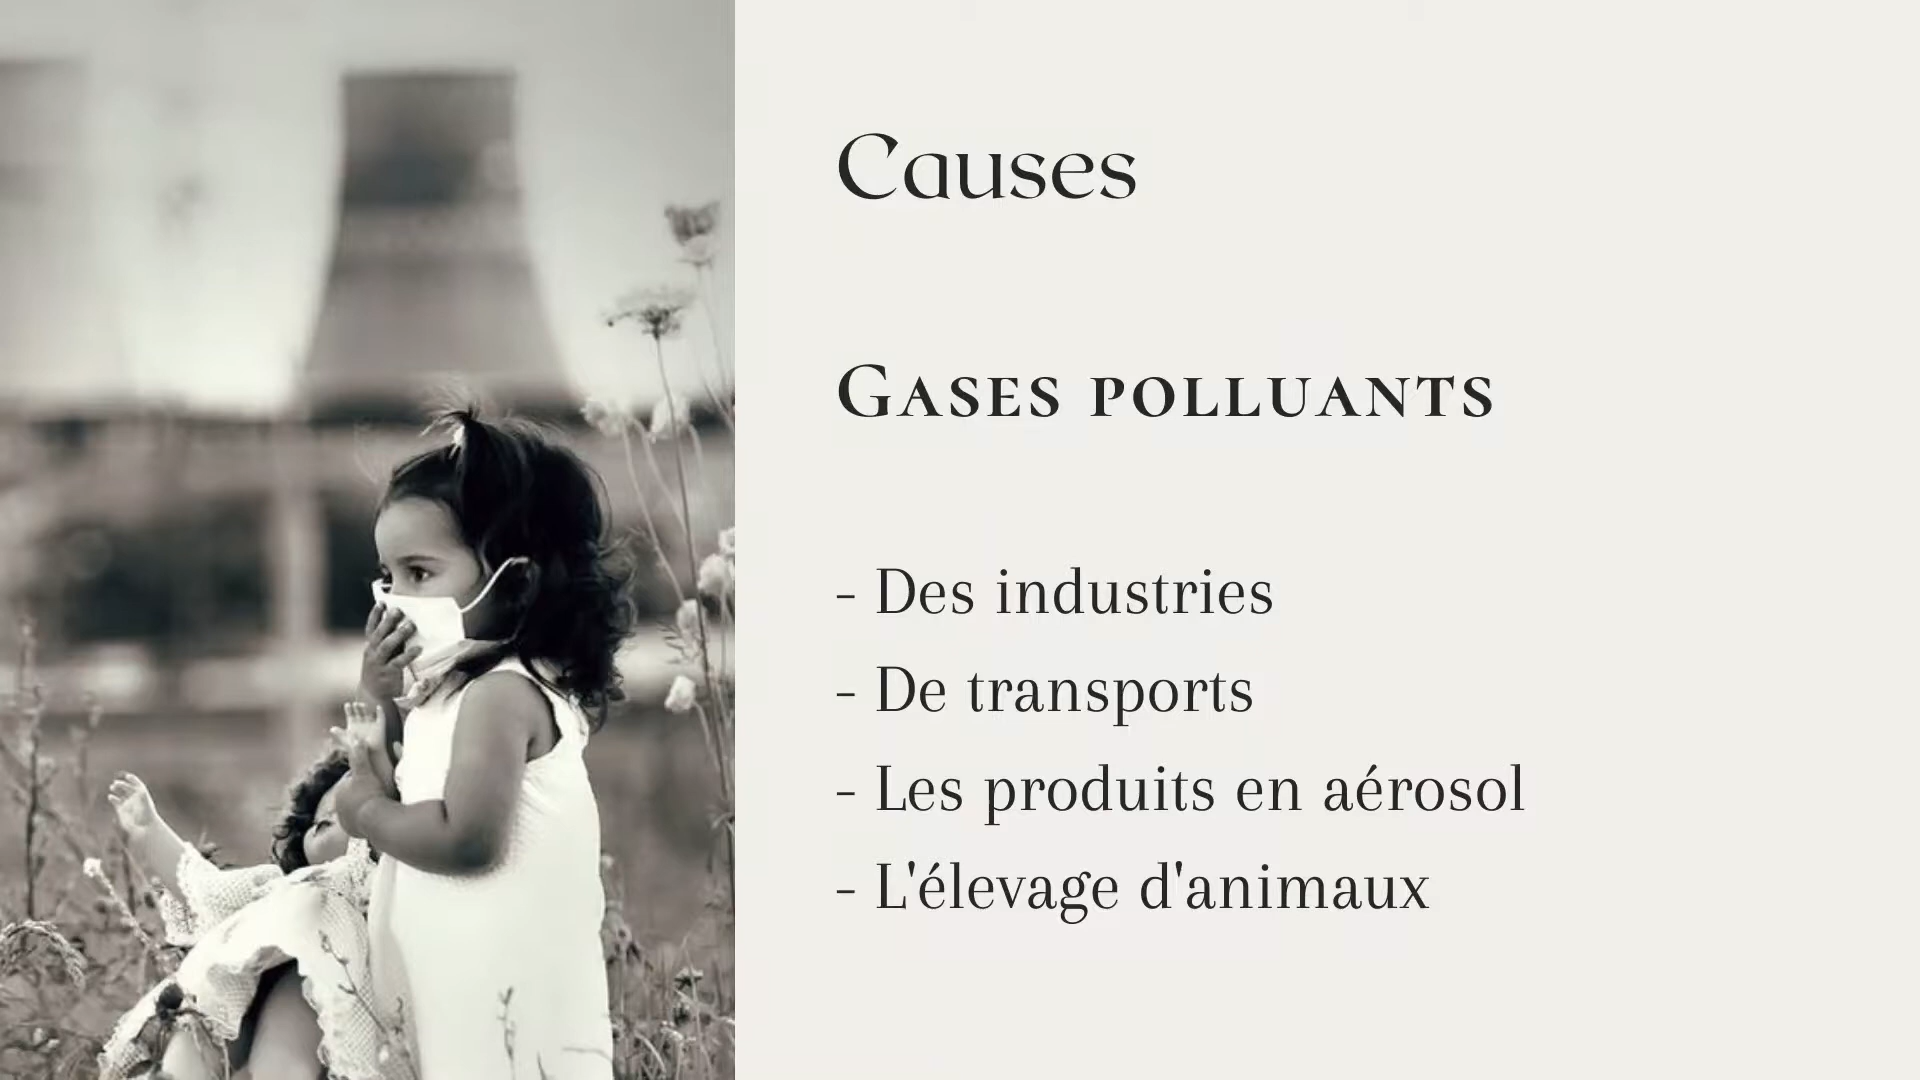 Causes
Gases polluants
- Des industries
- De transports
- Les produits en aérosol
- L'élevage d'animaux